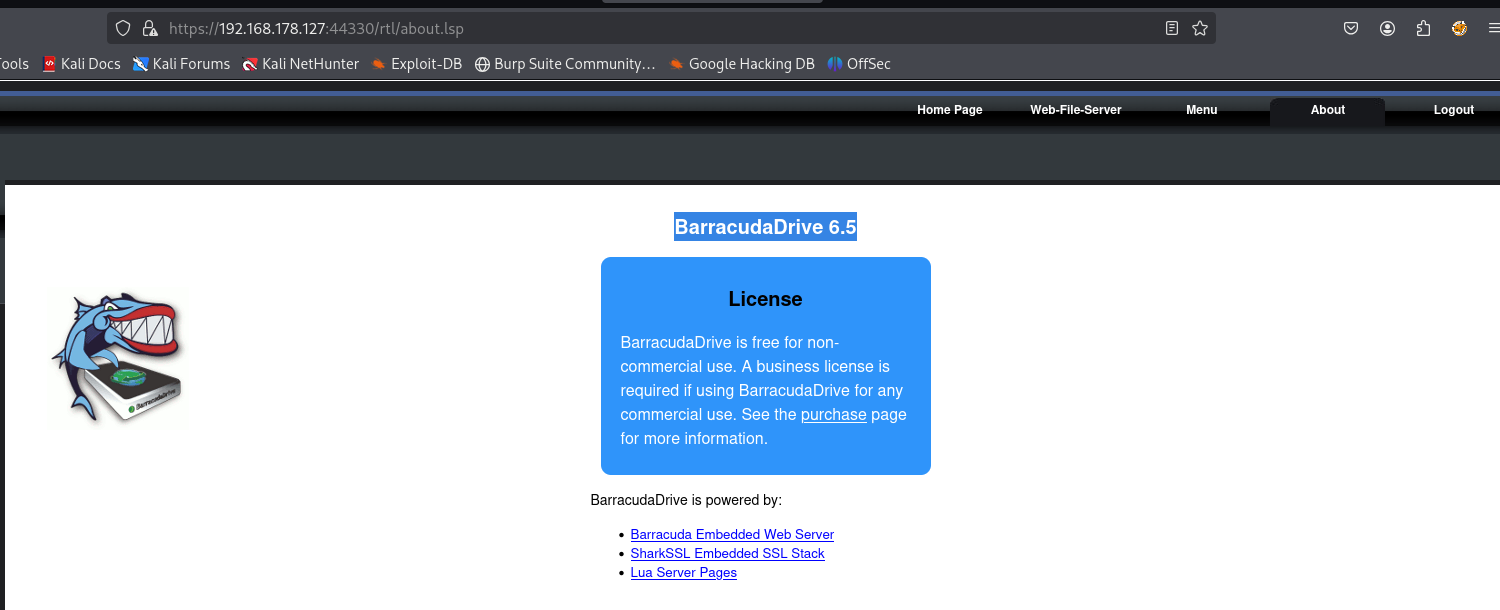 https://192.168.178.127:44330/rtl/about.lsp
ools Kali Docs Kali Forums Kali NetHunter Exploit-DB Burp Suite Community… Google Hacking DB OffSec
Home Page Web-File-Server Menu About Logout
BarracudaDrive 6.5
License
BarracudaDrive is free for non-
commercial use. A business license is
required if using BarracudaDrive for any
commercial use. See the purchase page
for more information.
BarracudaDrive
BarracudaDrive is powered by:
• Barracuda Embedded Web Server
• SharkSSL Embedded SSL Stack
• Lua Server Pages